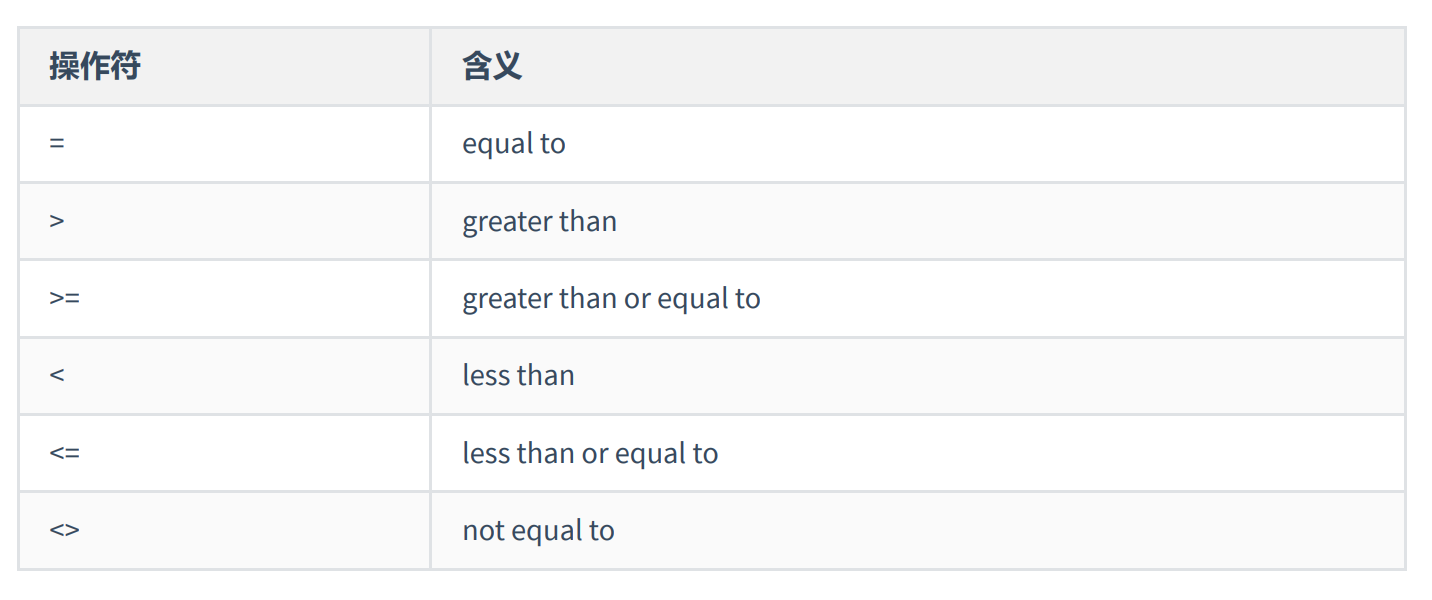 操作符 含义
= equal to
> greater than
>= greater than or equal to
< less than
<= less than or equal to
<> not equal to